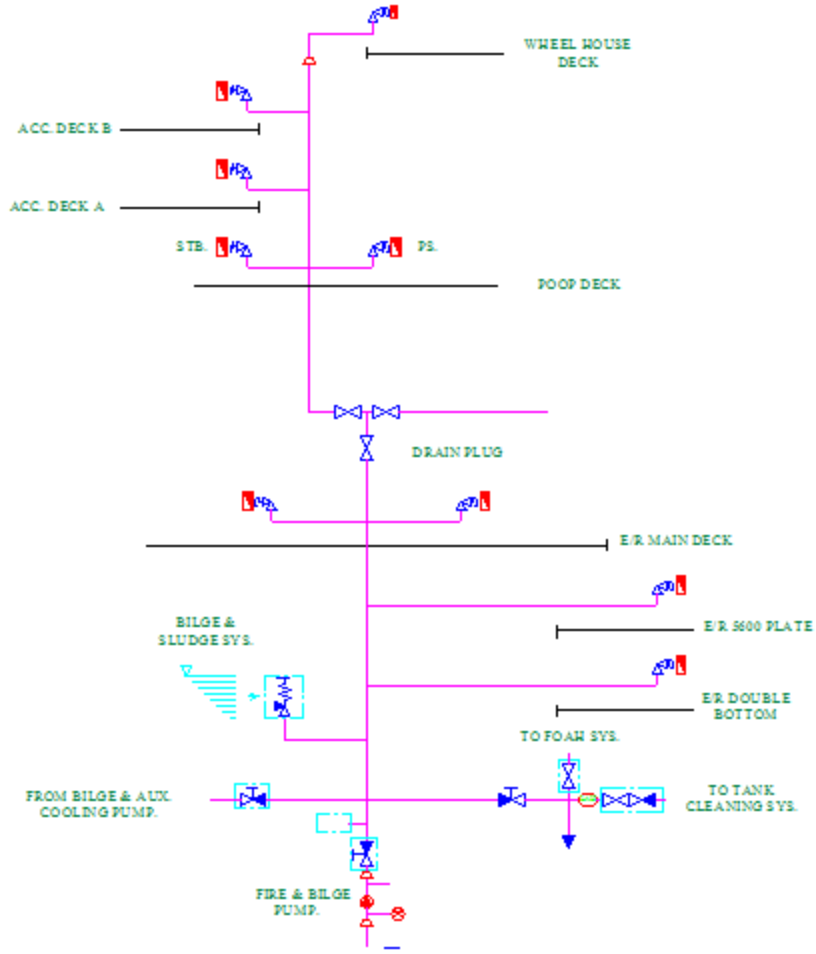 WHEEL HOUSE
DECK
ACC. DECK B
ACC. DECK A
STB.
PS.
POOP DECK
DRAIN PLUG
E/R MAIN DECK
BILGE &
SLUDGE SYS.
E/R 5600 PLATE
E/R DOUBLE
BOTTOM
TO FOAH SYS.
FROM BILGE & AUX.
COOLING PUMP.
TO TANK
CLEANING SYS.
FIRE & BILGE
PUMP.